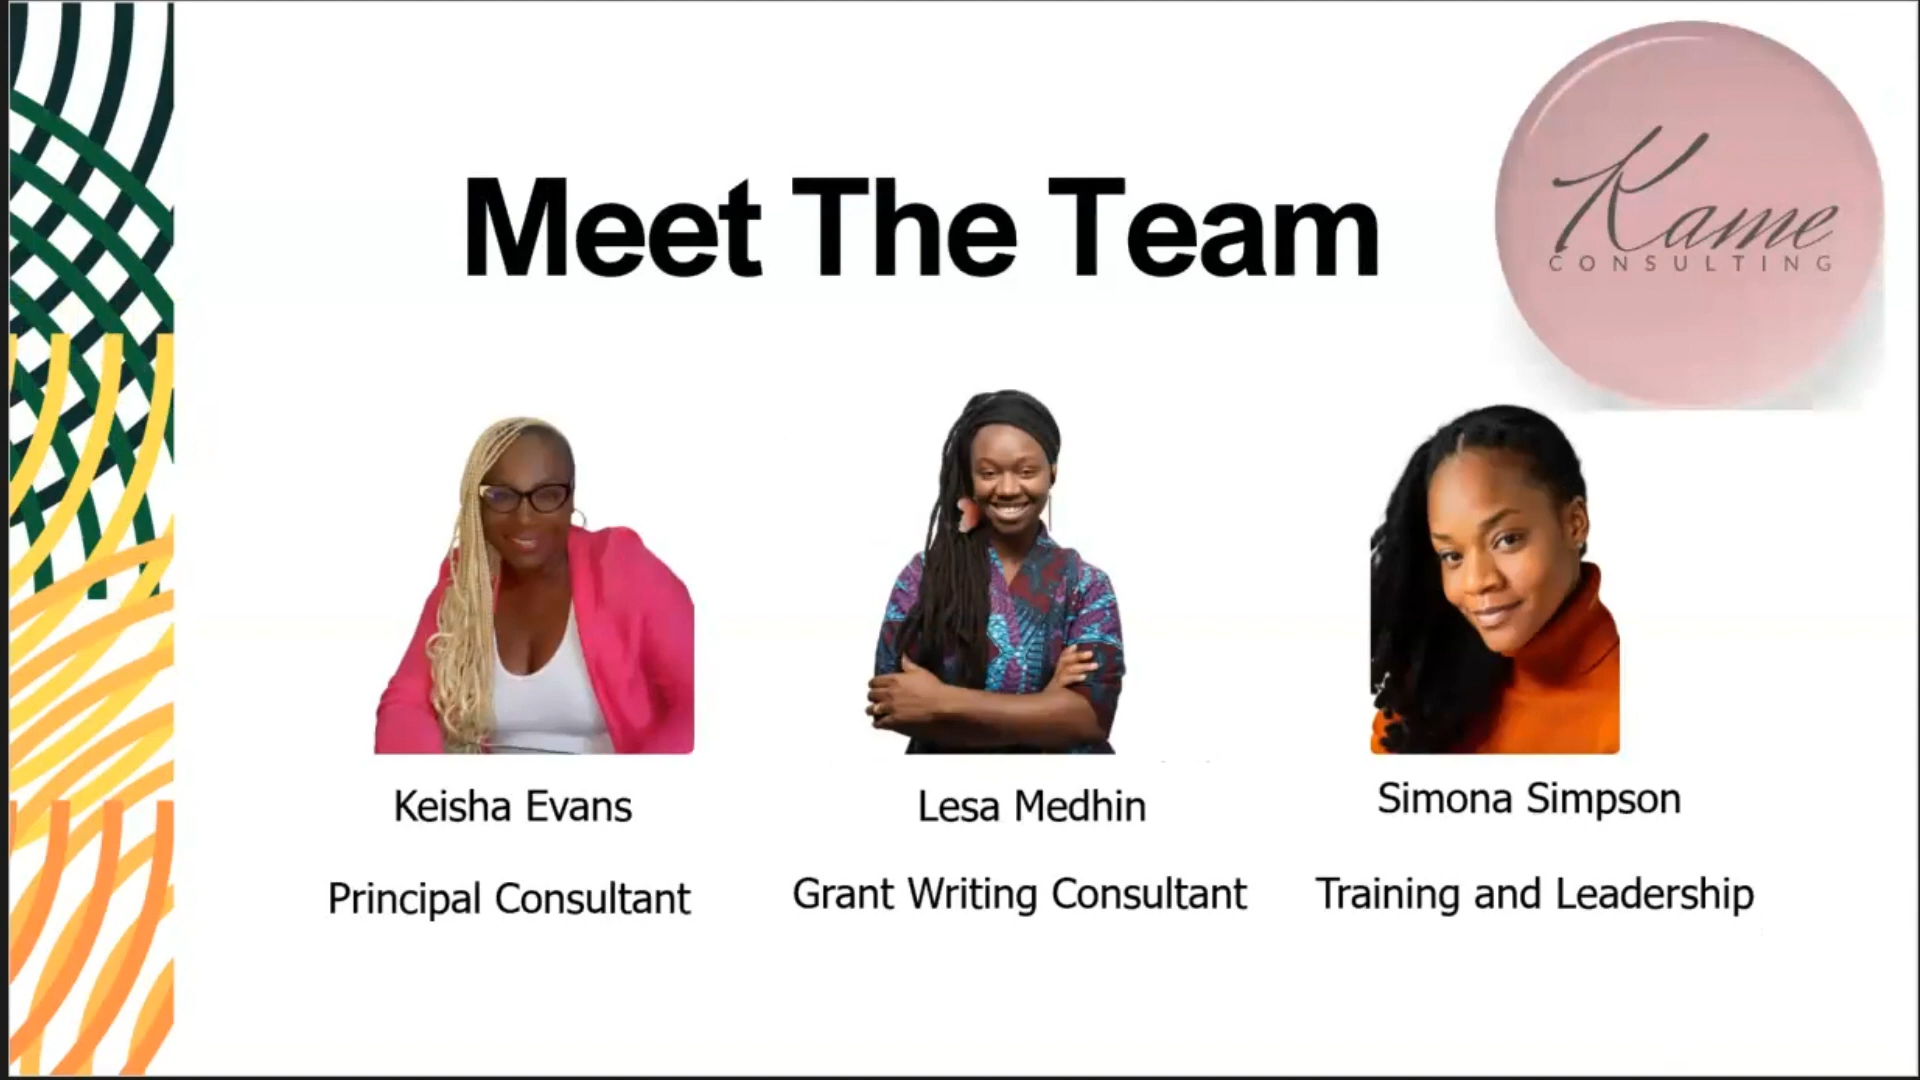 Meet The Team
Kame
CONSULTING
Keisha Evans
Lesa Medhin
Simona Simpson
Principal Consultant
Grant Writing Consultant
Training and Leadership